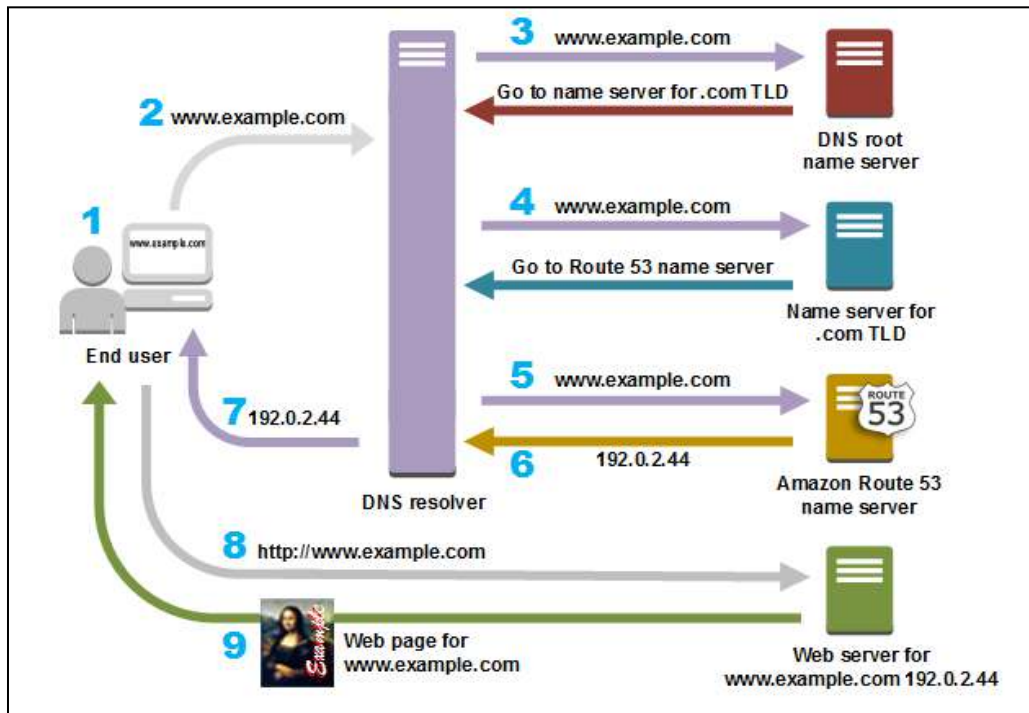 3 www.example.com
Go to name server for .com TLD
DNS root
name server
2 www.example.com
1
www.example.com
End user
4 www.example.com
Go to Route 53 name server
Name server for
.com TLD
5 www.example.com
6 192.0.2.44
ROUTE
53
Amazon Route 53
name server
7 192.0.2.44
DNS resolver
8 http://www.example.com
9
Example
Web page for
www.example.com
Web server for
www.example.com 192.0.2.44